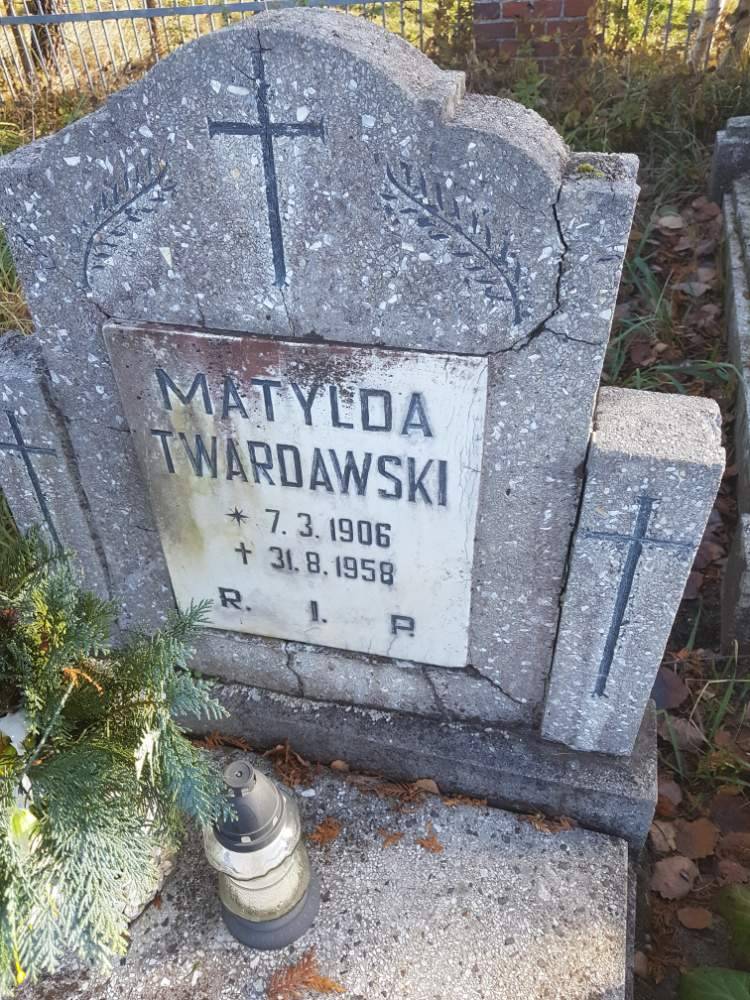 MATYLDA
TWARDAWSKI
* 7. 3. 1906
✝ 31. 8. 1958
R. I. P.